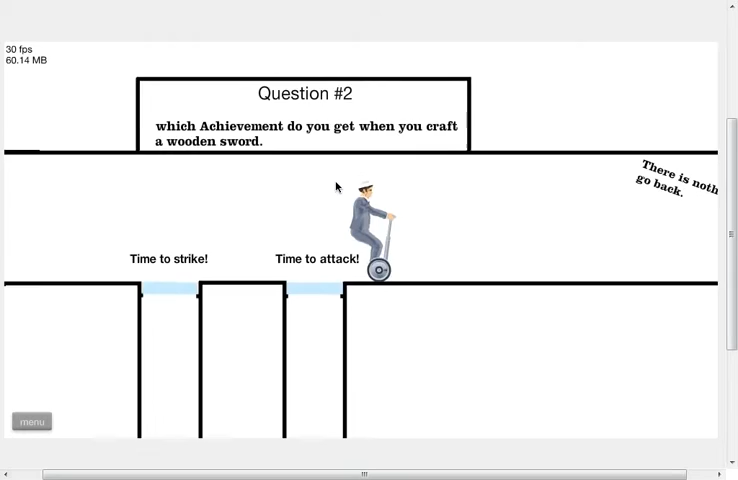 30 fps
60.14 MB
Question #2
which Achievement do you get when you craft
a wooden sword.
There is noth
go back.
Time to strike!
Time to attack!
menu